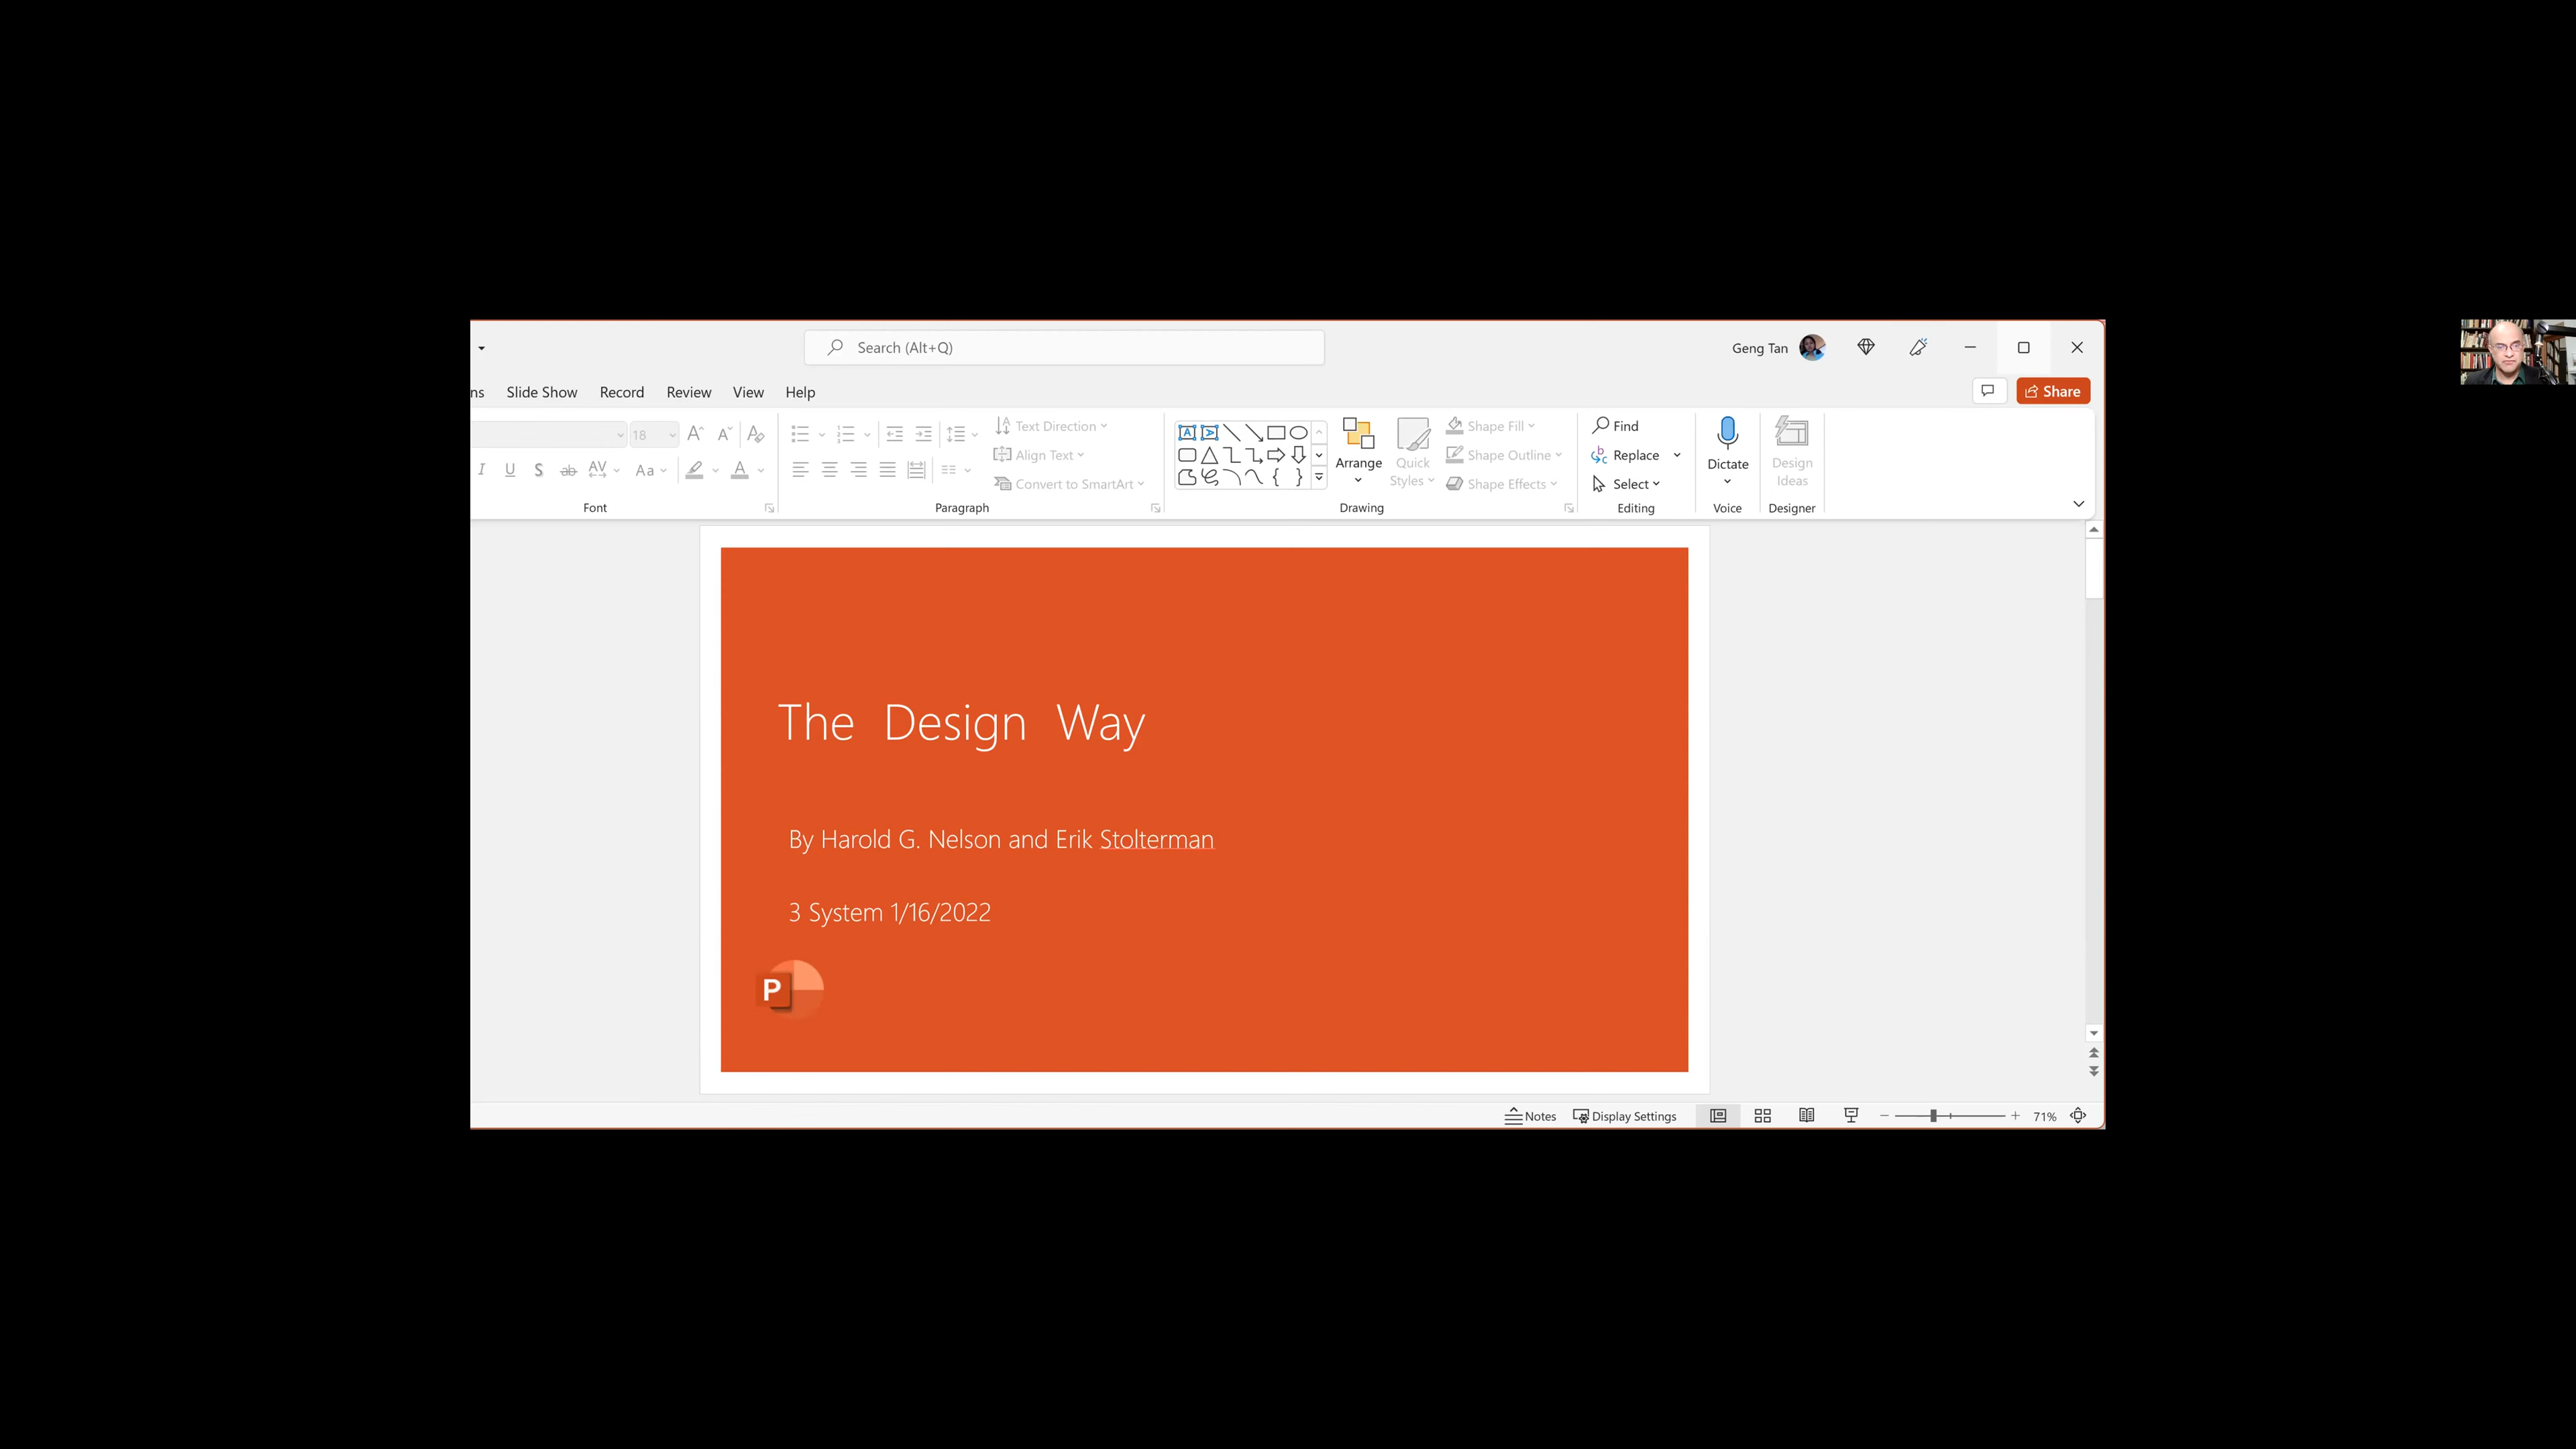 Search (Alt+Q)
Geng Tan
ns Slide Show Record Review View Help
Share
18
A A A
Text Direction
Align Text
Convert to SmartArt
I U S ab AV Aa A
Arrange
Quick Styles
Shape Fill
Shape Outline
Shape Effects
Find
Replace
Select
Dictate
Design Ideas
Font Paragraph Drawing Editing Voice Designer
The Design Way
By Harold G. Nelson and Erik Stolterman
3 System 1/16/2022
P
Notes Display Settings 71%